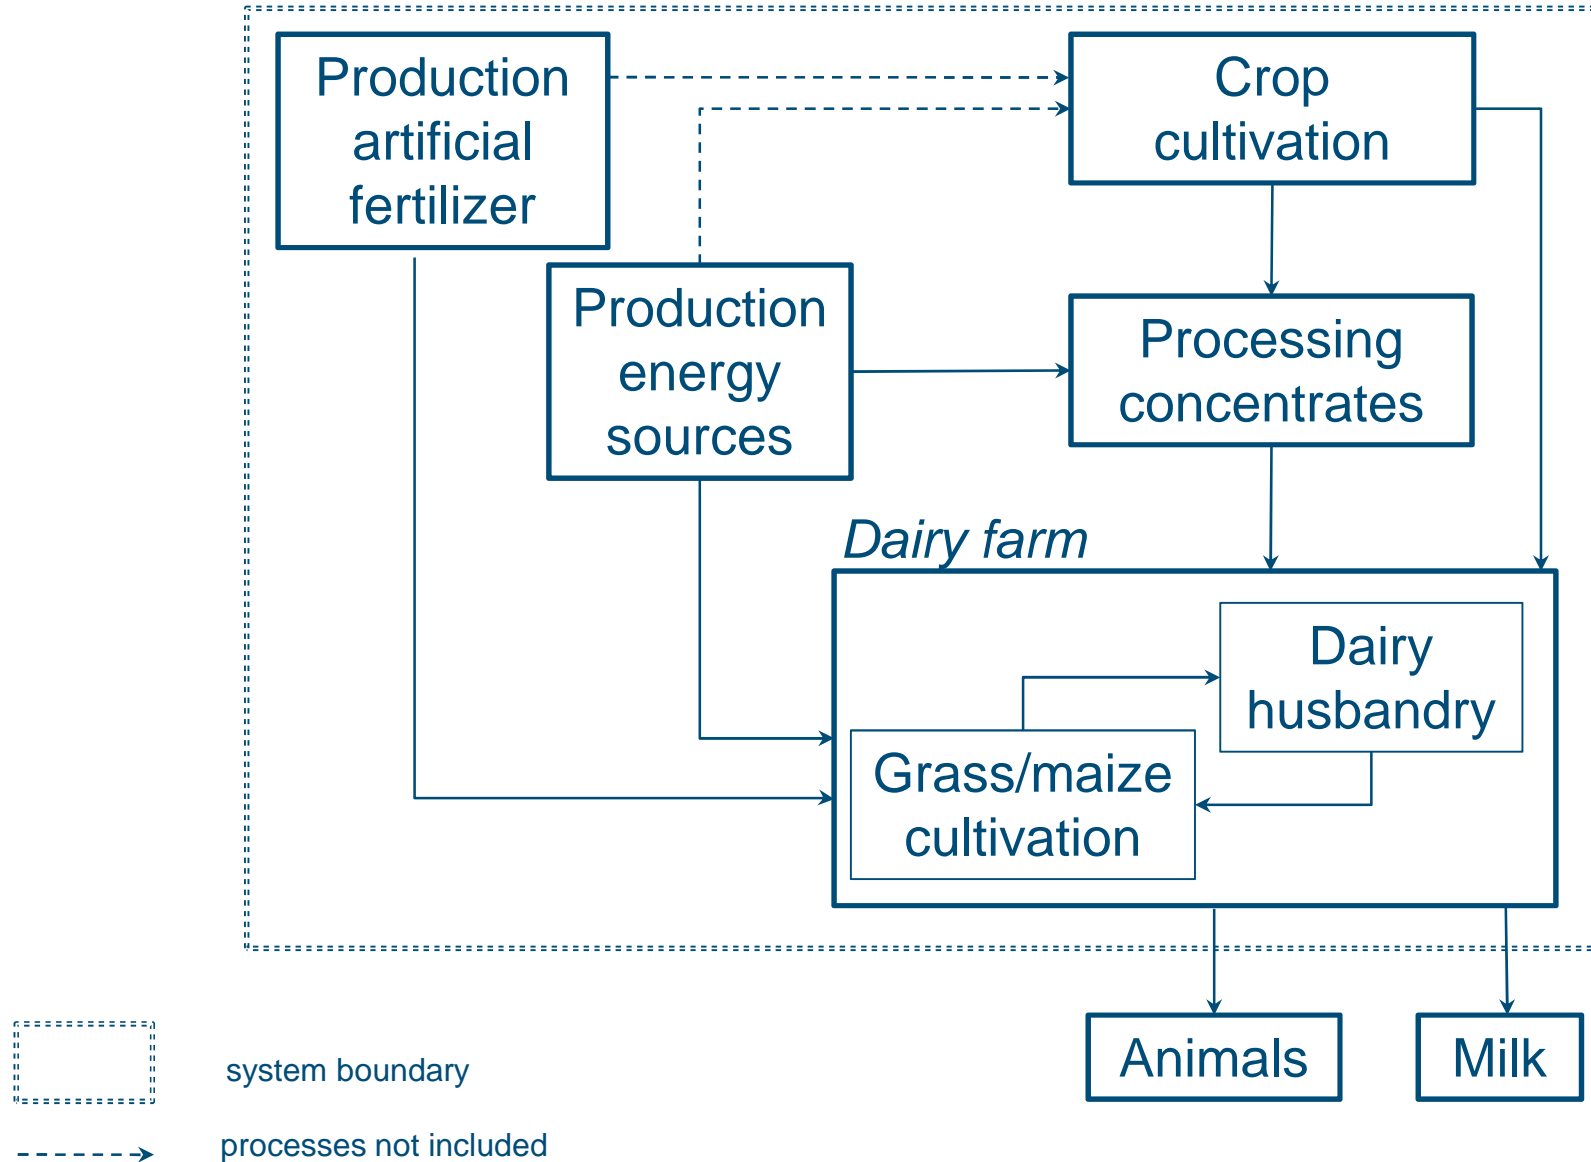 Production
artificial
fertilizer
Crop
cultivation
Production
energy
sources
Processing
concentrates
Dairy farm
Dairy
husbandry
Grass/maize
cultivation
Animals
Milk
system boundary
processes not included